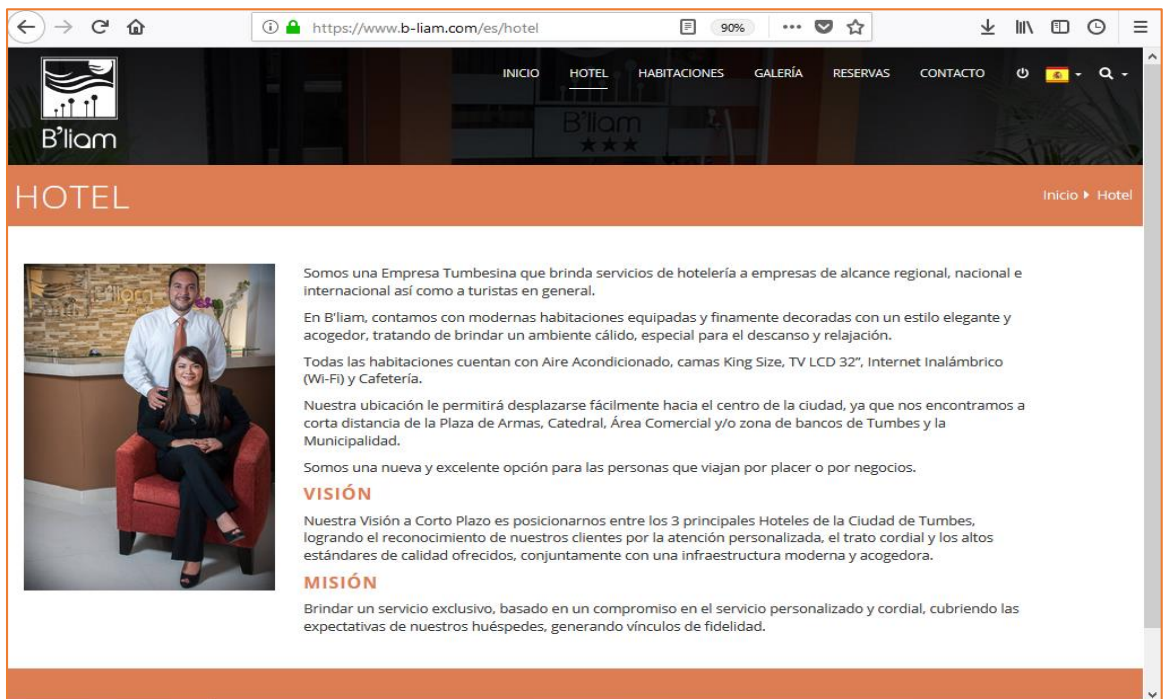 https://www.b-liam.com/es/hotel
90%
INICIO HOTEL HABITACIONES GALERÍA RESERVAS CONTACTO
B'liam
B'liam
HOTEL
Inicio Hotel
Somos una Empresa Tumbesina que brinda servicios de hotelería a empresas de alcance regional, nacional e
internacional así como a turistas en general.
En B'liam, contamos con modernas habitaciones equipadas y finamente decoradas con un estilo elegante y
acogedor, tratando de brindar un ambiente cálido, especial para el descanso y relajación.
Todas las habitaciones cuentan con Aire Acondicionado, camas King Size, TV LCD 32”, Internet Inalámbrico
(Wi-Fi) y Cafetería.
Nuestra ubicación le permitirá desplazarse fácilmente hacia el centro de la ciudad, ya que nos encontramos a
corta distancia de la Plaza de Armas, Catedral, Área Comercial y/o zona de bancos de Tumbes y la
Municipalidad.
Somos una nueva y excelente opción para las personas que viajan por placer o por negocios.
VISIÓN
Nuestra Visión a Corto Plazo es posicionarnos entre los 3 principales Hoteles de la Ciudad de Tumbes,
logrando el reconocimiento de nuestros clientes por la atención personalizada, el trato cordial y los altos
estándares de calidad ofrecidos, conjuntamente con una infraestructura moderna y acogedora.
MISIÓN
Brindar un servicio exclusivo, basado en un compromiso en el servicio personalizado y cordial, cubriendo las
expectativas de nuestros huéspedes, generando vínculos de fidelidad.